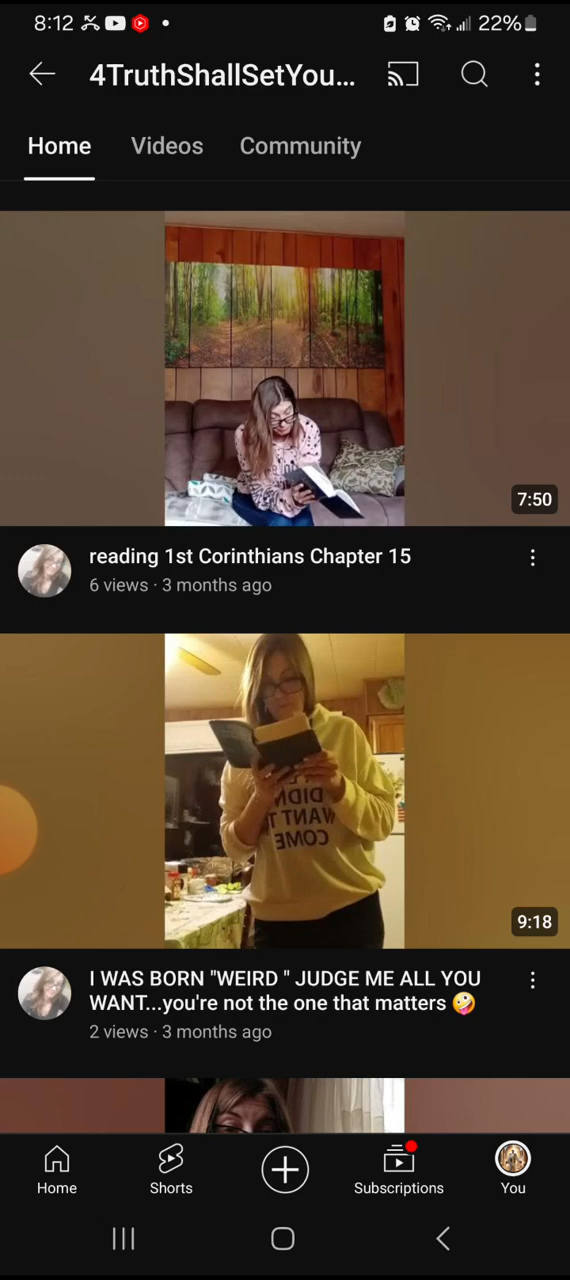 8:12
22%
4TruthShallSetYou...
Home
Videos
Community
7:50
reading 1st Corinthians Chapter 15
6 views · 3 months ago
DIDN
WANT T
COME
9:18
I WAS BORN "WEIRD " JUDGE ME ALL YOU
WANT...you're not the one that matters 🤪
2 views · 3 months ago
Home
Shorts
Subscriptions
You